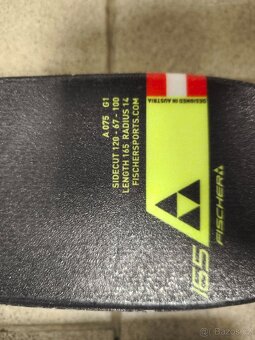 A 075 G1
SIDECUT 120 - 67 - 100
LENGTH 165 RADIUS 14
FISCHERSPORTS.COM
DESIGNED IN AUSTRIA
165
FISCHER